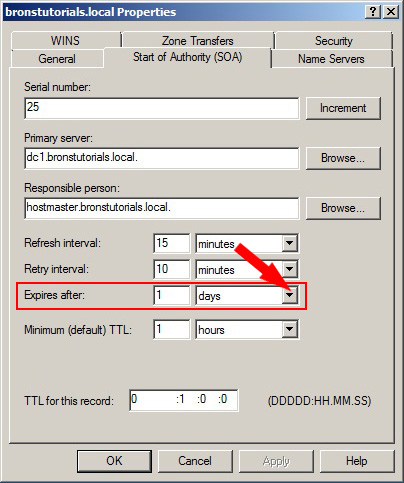 bronstutorials.local Properties
WINS Zone Transfers Security
General Start of Authority (SOA) Name Servers
Serial number:
25 Increment
Primary server:
dc1.bronstutorials.local. Browse...
Responsible person:
hostmaster.bronstutorials.local. Browse...
Refresh interval: 15 minutes
Retry interval: 10 minutes
Expires after: 1 days
Minimum (default) TTL: 1 hours
TTL for this record: 0 :1 :0 :0 (DDDDD:HH.MM.SS)
OK Cancel Apply Help